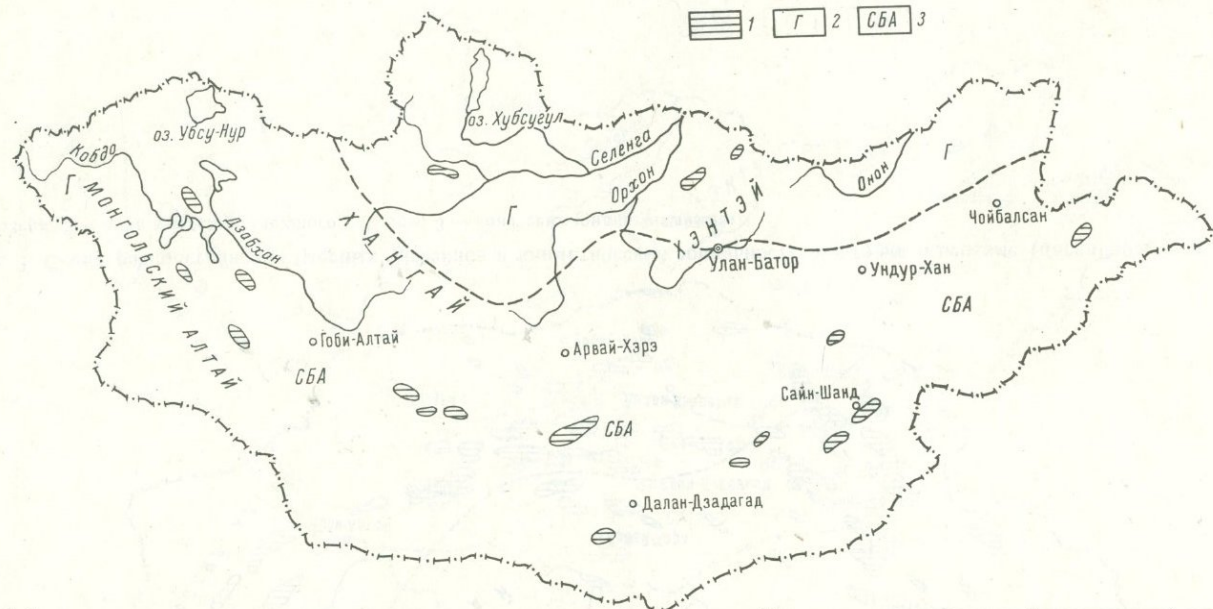 1 Г 2 СБА 3
оз. Убсу-Нур
оз. Хубсугул
Кобдо
Селенга
Орхон
Онон
Г
Г
Г
МОНГОЛЬСКИЙ АЛТАЙ
Дзабсан
ХАНГАЙ
ХЭНТЭЙ
Чойбалсан
Улан-Батор
Ундур-Хан
СБА
Гоби-Алтай
Арвай-Хэрэ
СБА
Сайн-Шанд
СБА
Далан-Дзадагад